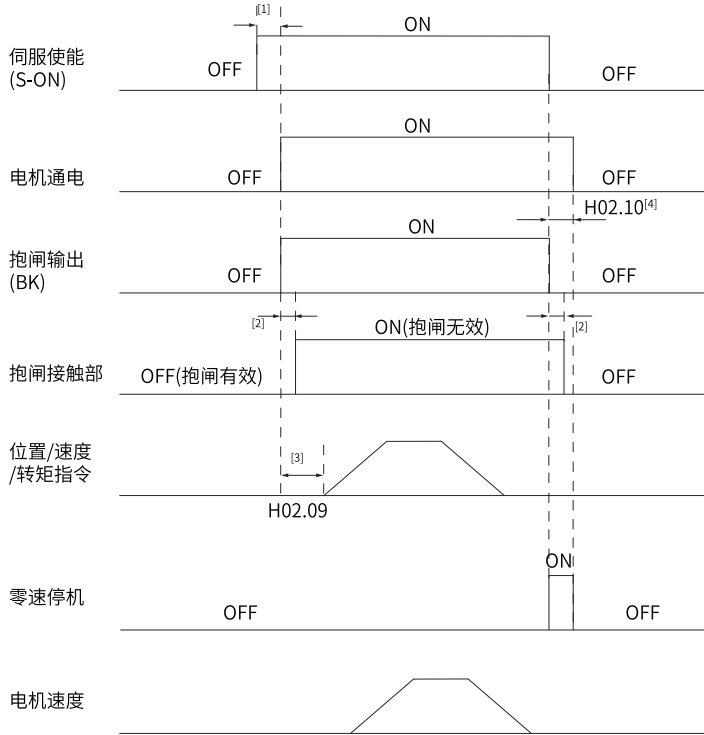 [1]
ON
伺服使能
(S-ON)
OFF
OFF
ON
电机通电
OFF
OFF
H02.10[4]
ON
抱闸输出
(BK)
OFF
OFF
[2]
ON(抱闸无效)
[2]
抱闸接触部
OFF(抱闸有效)
OFF
位置/速度
/转矩指令
[3]
H02.09
ON
零速停机
OFF
OFF
电机速度